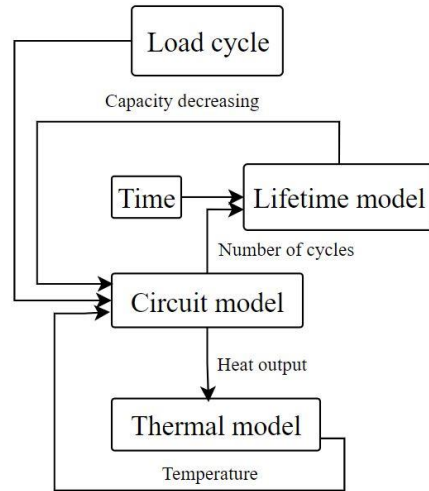 Load cycle
Capacity decreasing
Time
Lifetime model
Number of cycles
Circuit model
Heat output
Thermal model
Temperature